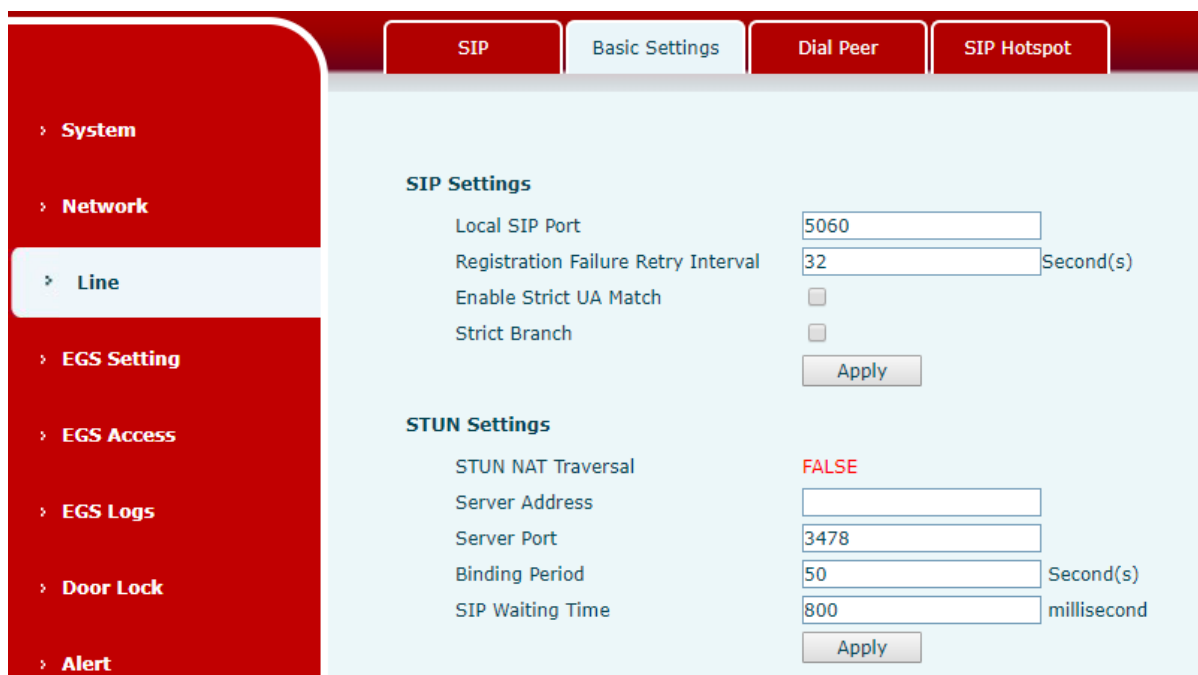 SIP
Basic Settings
Dial Peer
SIP Hotspot
System
Network
Line
EGS Setting
EGS Access
EGS Logs
Door Lock
Alert
SIP Settings
Local SIP Port 5060
Registration Failure Retry Interval 32 Second(s)
Enable Strict UA Match
Strict Branch
Apply
STUN Settings
STUN NAT Traversal FALSE
Server Address
Server Port 3478
Binding Period 50 Second(s)
SIP Waiting Time 800 millisecond
Apply